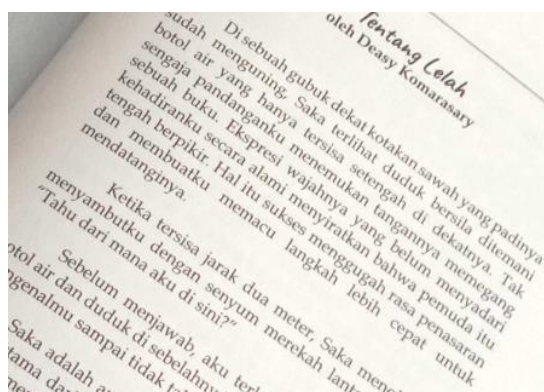 Tentang Lelah
oleh Deasy Komarasary
Di sebuah gubuk dekat kotakan sawah yang padinya
sudah menguning, Saka terlihat duduk bersila ditemani
botol air yang hanya tersisa setengah di dekatnya. Tak
sengaja pandanganku menemukan tangannya memegang
sebuah buku. Ekspresi wajahnya yang belum menyadari
kehadiranku secara alami menyiratkan bahwa pemuda itu
tengah berpikir. Hal itu sukses menggugah rasa penasaran
dan membuatku memacu langkah lebih cepat untuk
mendatanginya.
Ketika tersisa jarak dua meter, Saka
menyambutku dengan senyum merekah
"Tahu dari mana aku di sini?"
Sebelum menjawab, aku
botol air dan duduk di sebelahnya
sampai tidak
Saka adalah